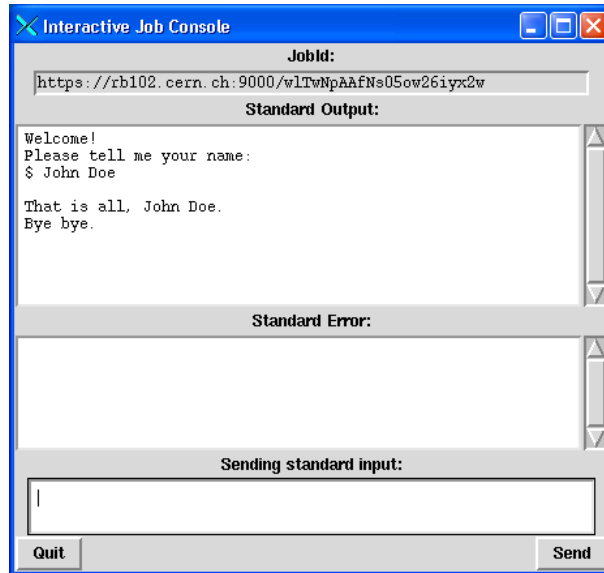 Interactive Job Console
JobId:
https://rb102.cern.ch:9000/wlTwNpAAfNs05ow26iyx2w
Standard Output:
Welcome!
Please tell me your name:
$ John Doe
That is all, John Doe.
Bye bye.
Standard Error:
Sending standard input:
Quit
Send